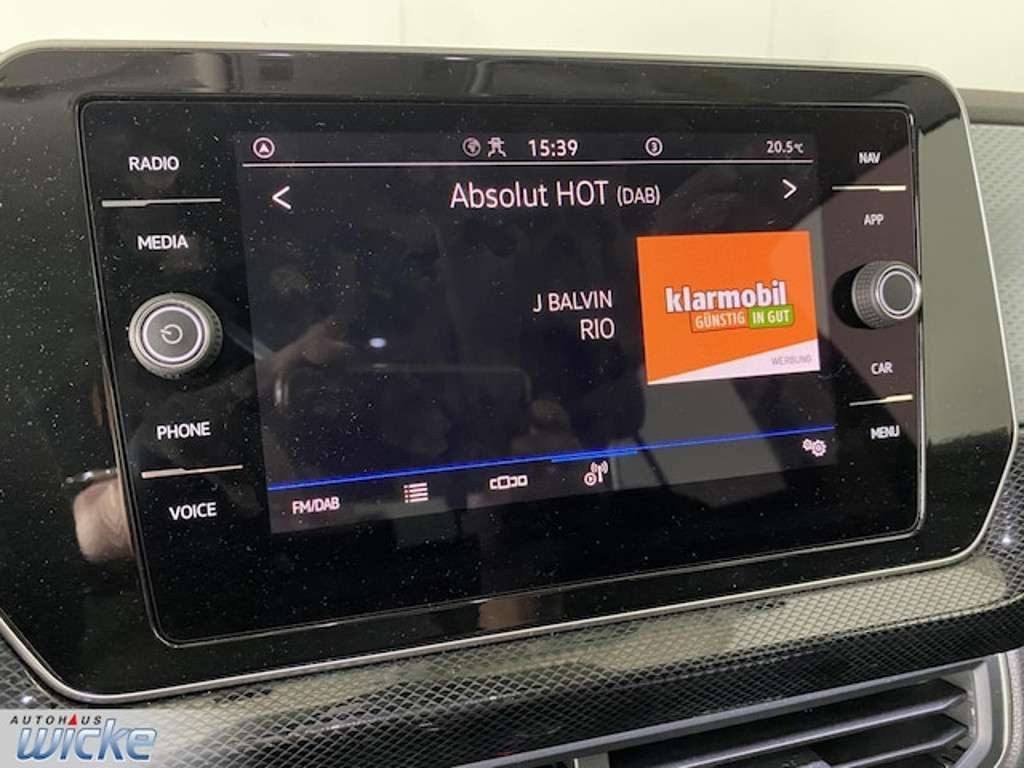 15:39
3
20.5°C
Absolut HOT (DAB)
J BALVIN
RIO
klarmobil
GÜNSTIG IN GUT
WERBUNG
FM/DAB
RADIO
MEDIA
PHONE
VOICE
NAV
APP
CAR
MENU
AUTOHAUS
wicke